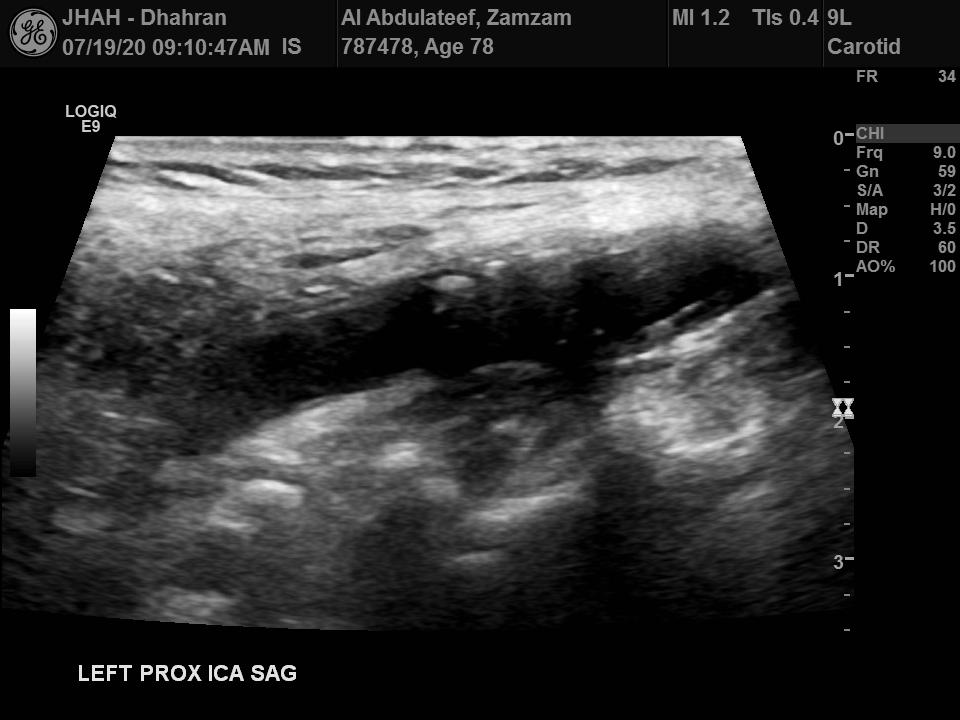 JHAH - Dhahran
07/19/20 09:10:47AM IS
Al Abdulateef, Zamzam
787478, Age 78
MI 1.2 TIs 0.4
9L
Carotid
FR 34
LOGIQ
E9
CHI
Frq 9.0
Gn 59
S/A 3/2
Map H/0
D 3.5
DR 60
AO% 100
0
1
2
3
LEFT PROX ICA SAG